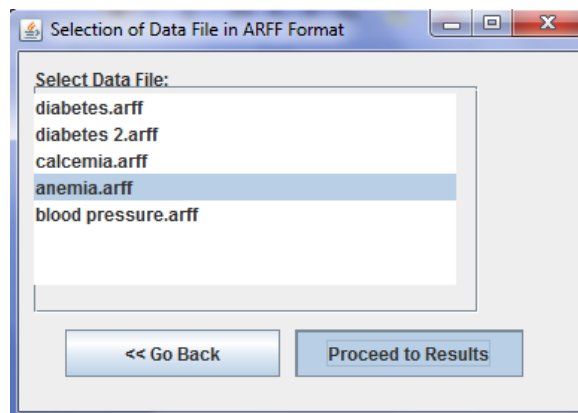 Selection of Data File in ARFF Format
Select Data File:
diabetes.arff
diabetes 2.arff
calcemia.arff
anemia.arff
blood pressure.arff
<< Go Back
Proceed to Results